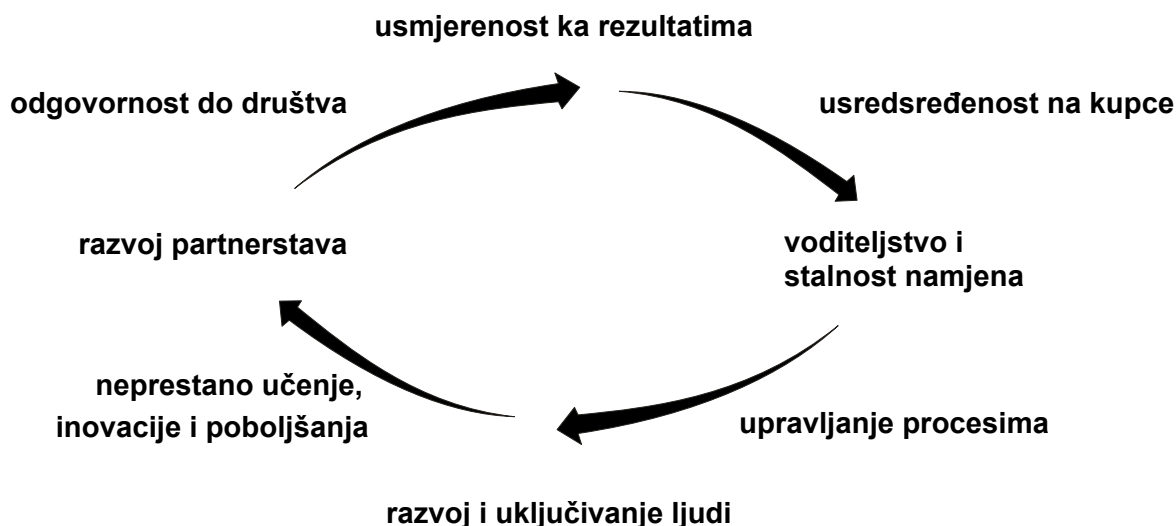 usmjerenost ka rezultatima
odgovornost do društva
usredsređenost na kupce
razvoj partnerstava
voditeljstvo i
stalnost namjena
neprestano učenje,
inovacije i poboljšanja
upravljanje procesima
razvoj i uključivanje ljudi